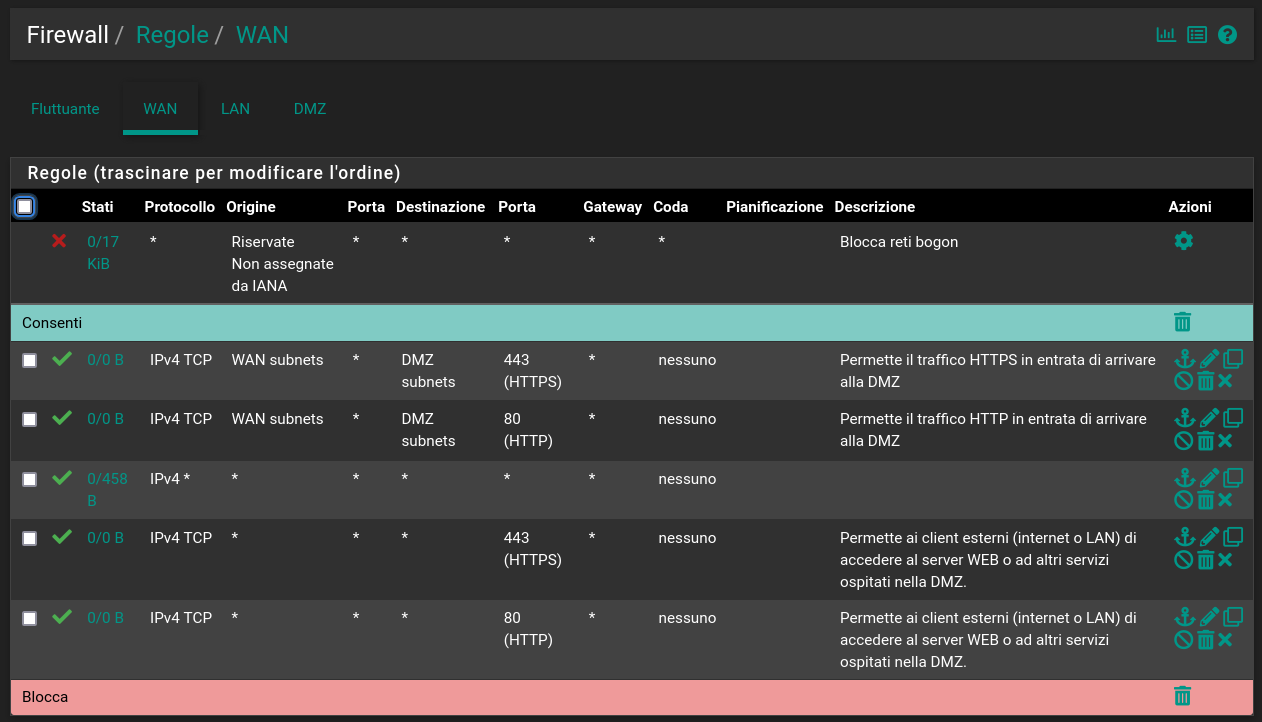 Firewall / Regole / WAN
Fluttuante WAN LAN DMZ
Regole (trascinare per modificare l'ordine)
Stati Protocollo Origine Porta Destinazione Porta Gateway Coda Pianificazione Descrizione Azioni
0/17 * Riservate * * * * * Blocca reti bogon
KiB Non assegnate
da IANA
Consenti
0/0 B IPv4 TCP WAN subnets * DMZ 443 * nessuno Permette il traffico HTTPS in entrata di arrivare
subnets (HTTPS) alla DMZ
0/0 B IPv4 TCP WAN subnets * DMZ 80 * nessuno Permette il traffico HTTP in entrata di arrivare
subnets (HTTP) alla DMZ
0/458 IPv4 * * * * * * nessuno
B
0/0 B IPv4 TCP * * * 443 * nessuno Permette ai client esterni (internet o LAN) di
(HTTPS) accedere al server WEB o ad altri servizi
ospitati nella DMZ.
0/0 B IPv4 TCP * * * 80 * nessuno Permette ai client esterni (internet o LAN) di
(HTTP) accedere al server WEB o ad altri servizi
ospitati nella DMZ.
Blocca